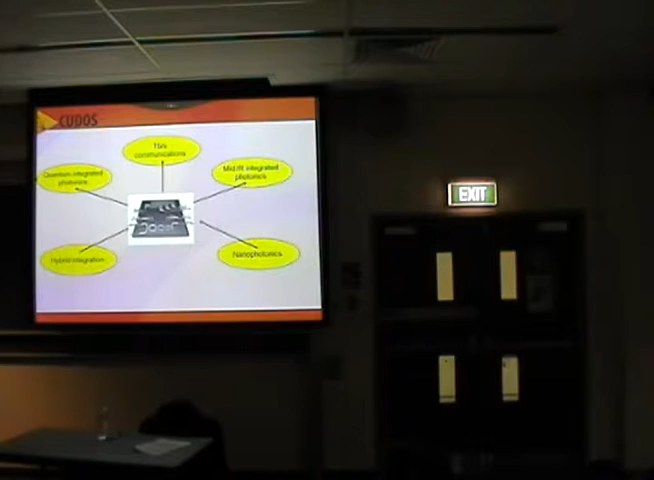 CUDOS
Tb/s
communications
Quantum integrated
photonics
Mid IR integrated
photonics
EXIT
Hybrid integration
Nanophotonics